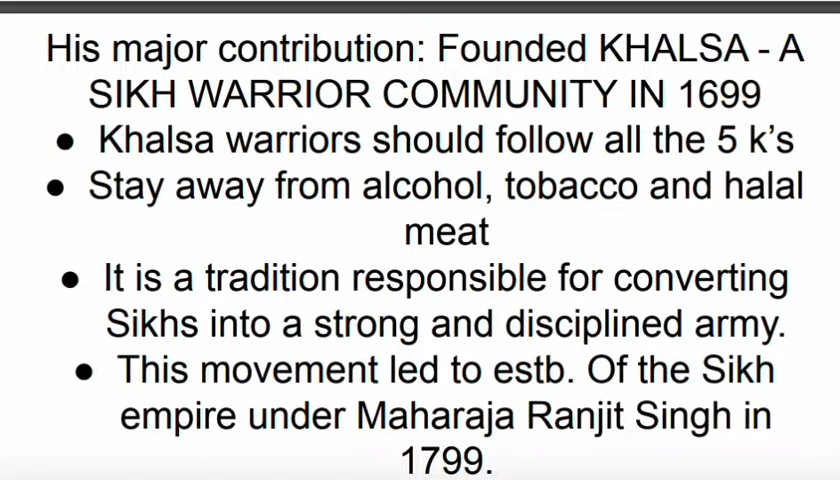 His major contribution: Founded KHALSA - A
SIKH WARRIOR COMMUNITY IN 1699
● Khalsa warriors should follow all the 5 k's
● Stay away from alcohol, tobacco and halal
meat
● It is a tradition responsible for converting
Sikhs into a strong and disciplined army.
● This movement led to estb. Of the Sikh
empire under Maharaja Ranjit Singh in
1799.